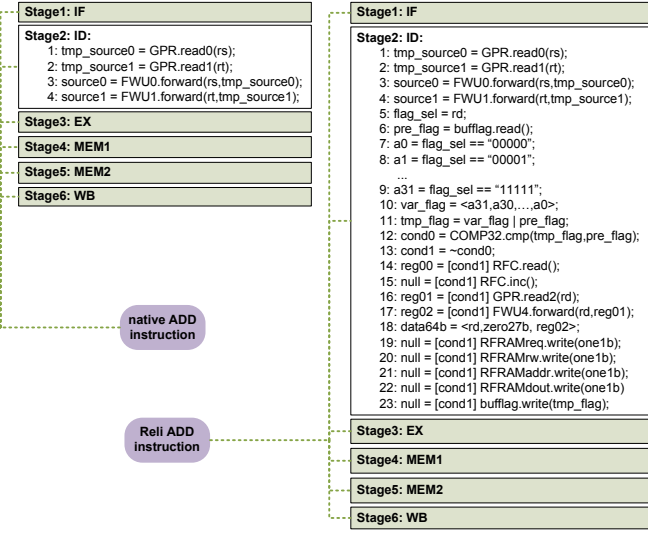 Stage1: IF
Stage2: ID:
1: tmp_source0 = GPR.read0(rs);
2: tmp_source1 = GPR.read1(rt);
3: source0 = FWU0.forward(rs,tmp_source0);
4: source1 = FWU1.forward(rt,tmp_source1);
Stage3: EX
Stage4: MEM1
Stage5: MEM2
Stage6: WB
native ADD
instruction
Reli ADD
instruction
Stage1: IF
Stage2: ID:
1: tmp_source0 = GPR.read0(rs);
2: tmp_source1 = GPR.read1(rt);
3: source0 = FWU0.forward(rs,tmp_source0);
4: source1 = FWU1.forward(rt,tmp_source1);
5: flag_sel = rd;
6: pre_flag = bufflag.read();
7: a0 = flag_sel == “00000”;
8: a1 = flag_sel == “00001”;
...
9: a31 = flag_sel == “11111”;
10: var_flag = <a31,a30,…,a0>;
11: tmp_flag = var_flag | pre_flag;
12: cond0 = COMP32.cmp(tmp_flag,pre_flag);
13: cond1 = ~cond0;
14: reg00 = [cond1] RFC.read();
15: null = [cond1] RFC.inc();
16: reg01 = [cond1] GPR.read2(rd);
17: reg02 = [cond1] FWU4.forward(rd,reg01);
18: data64b = <rd,zero27b, reg02>;
19: null = [cond1] RFRAMreq.write(one1b);
20: null = [cond1] RFRAMrw.write(one1b);
21: null = [cond1] RFRAMaddr.write(one1b);
22: null = [cond1] RFRAMdout.write(one1b)
23: null = [cond1] bufflag.write(tmp_flag);
Stage3: EX
Stage4: MEM1
Stage5: MEM2
Stage6: WB